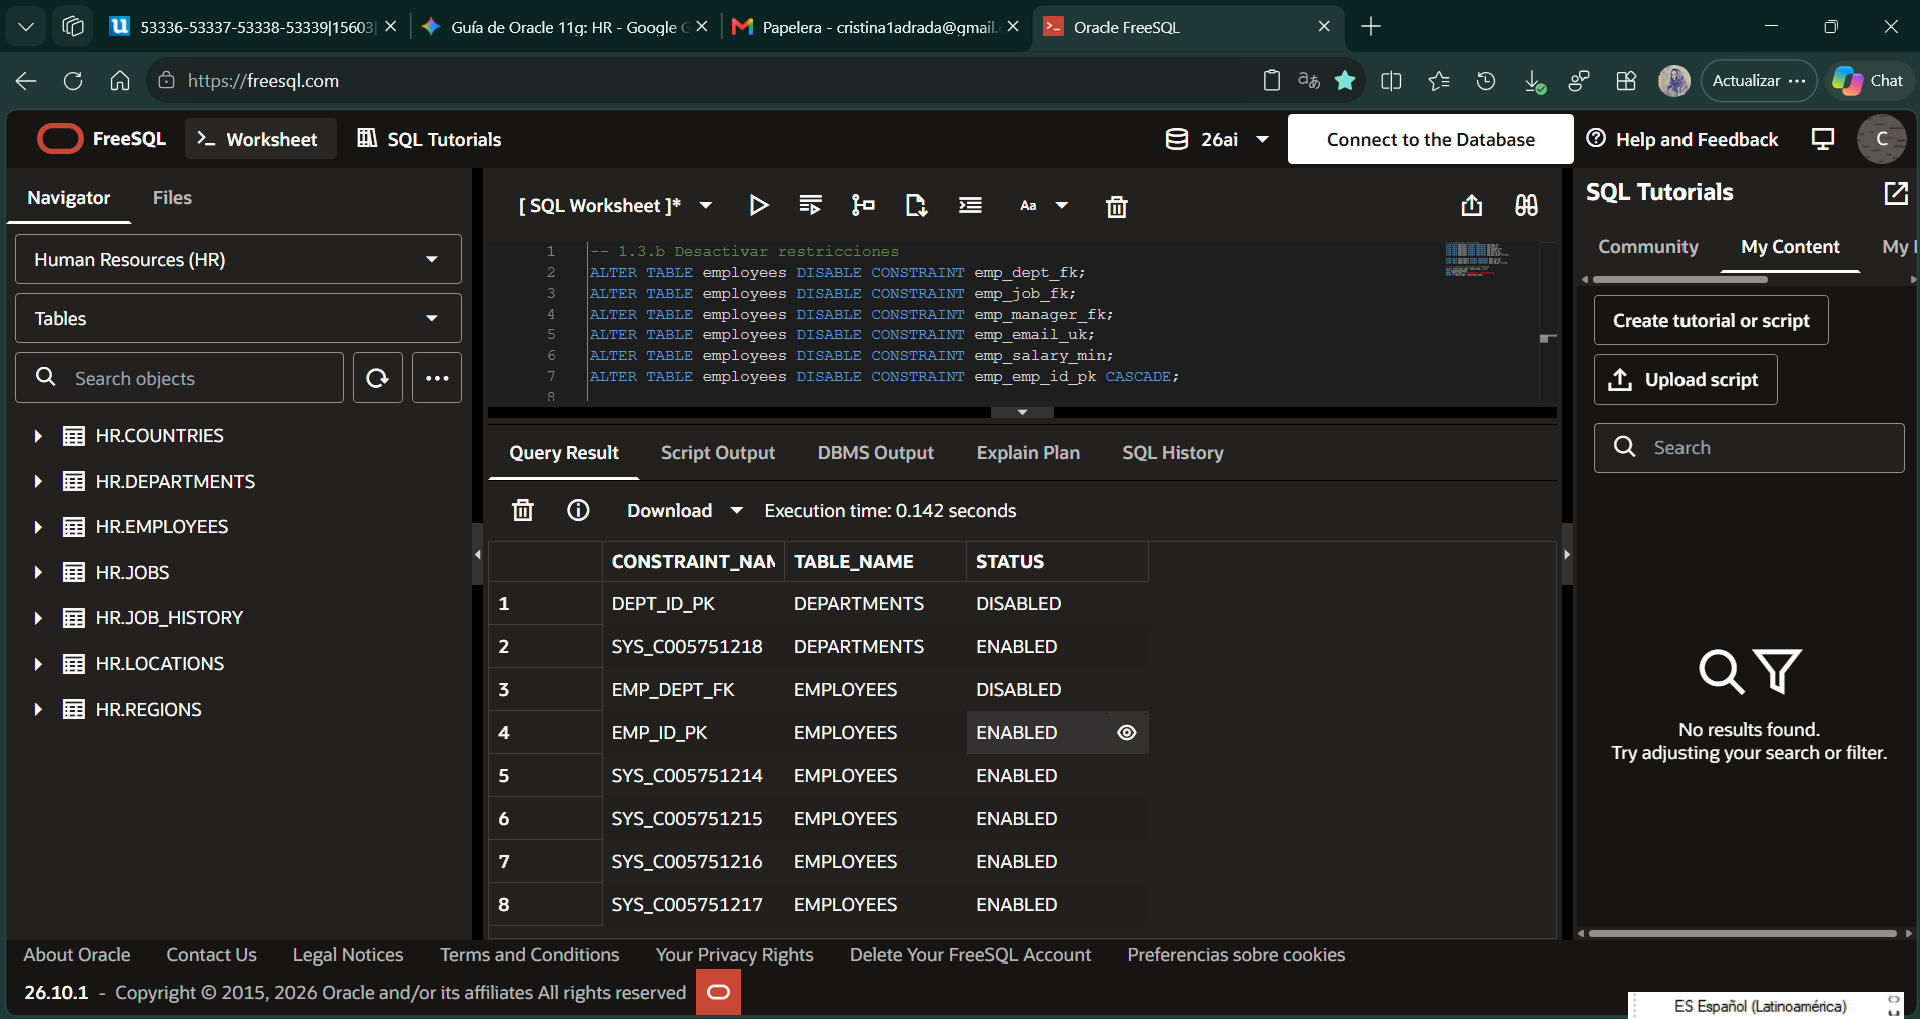 53336-53337-53338-53339|15603|
Guía de Oracle 11g: HR - Google G
Papelera - cristina1adrada@gmail.
Oracle FreeSQL
https://freesql.com
Actualizar
Chat
FreeSQL
Worksheet
SQL Tutorials
26ai
Connect to the Database
Help and Feedback
C
Navigator
Files
[ SQL Worksheet ]*
Aa
SQL Tutorials
Community
My Content
My
Human Resources (HR)
Tables
Search objects
HR.COUNTRIES
HR.DEPARTMENTS
HR.EMPLOYEES
HR.JOBS
HR.JOB_HISTORY
HR.LOCATIONS
HR.REGIONS
1 -- 1.3.b Desactivar restricciones
2 ALTER TABLE employees DISABLE CONSTRAINT emp_dept_fk;
3 ALTER TABLE employees DISABLE CONSTRAINT emp_job_fk;
4 ALTER TABLE employees DISABLE CONSTRAINT emp_manager_fk;
5 ALTER TABLE employees DISABLE CONSTRAINT emp_email_uk;
6 ALTER TABLE employees DISABLE CONSTRAINT emp_salary_min;
7 ALTER TABLE employees DISABLE CONSTRAINT emp_emp_id_pk CASCADE;
8
Query Result
Script Output
DBMS Output
Explain Plan
SQL History
Download
Execution time: 0.142 seconds
CONSTRAINT_NAM TABLE_NAME STATUS
1 DEPT_ID_PK DEPARTMENTS DISABLED
2 SYS_C005751218 DEPARTMENTS ENABLED
3 EMP_DEPT_FK EMPLOYEES DISABLED
4 EMP_ID_PK EMPLOYEES ENABLED
5 SYS_C005751214 EMPLOYEES ENABLED
6 SYS_C005751215 EMPLOYEES ENABLED
7 SYS_C005751216 EMPLOYEES ENABLED
8 SYS_C005751217 EMPLOYEES ENABLED
Create tutorial or script
Upload script
Search
No results found.
Try adjusting your search or filter.
About Oracle
Contact Us
Legal Notices
Terms and Conditions
Your Privacy Rights
Delete Your FreeSQL Account
Preferencias sobre cookies
26.10.1 - Copyright © 2015, 2026 Oracle and/or its affiliates All rights reserved
ES Español (Latinoamérica)